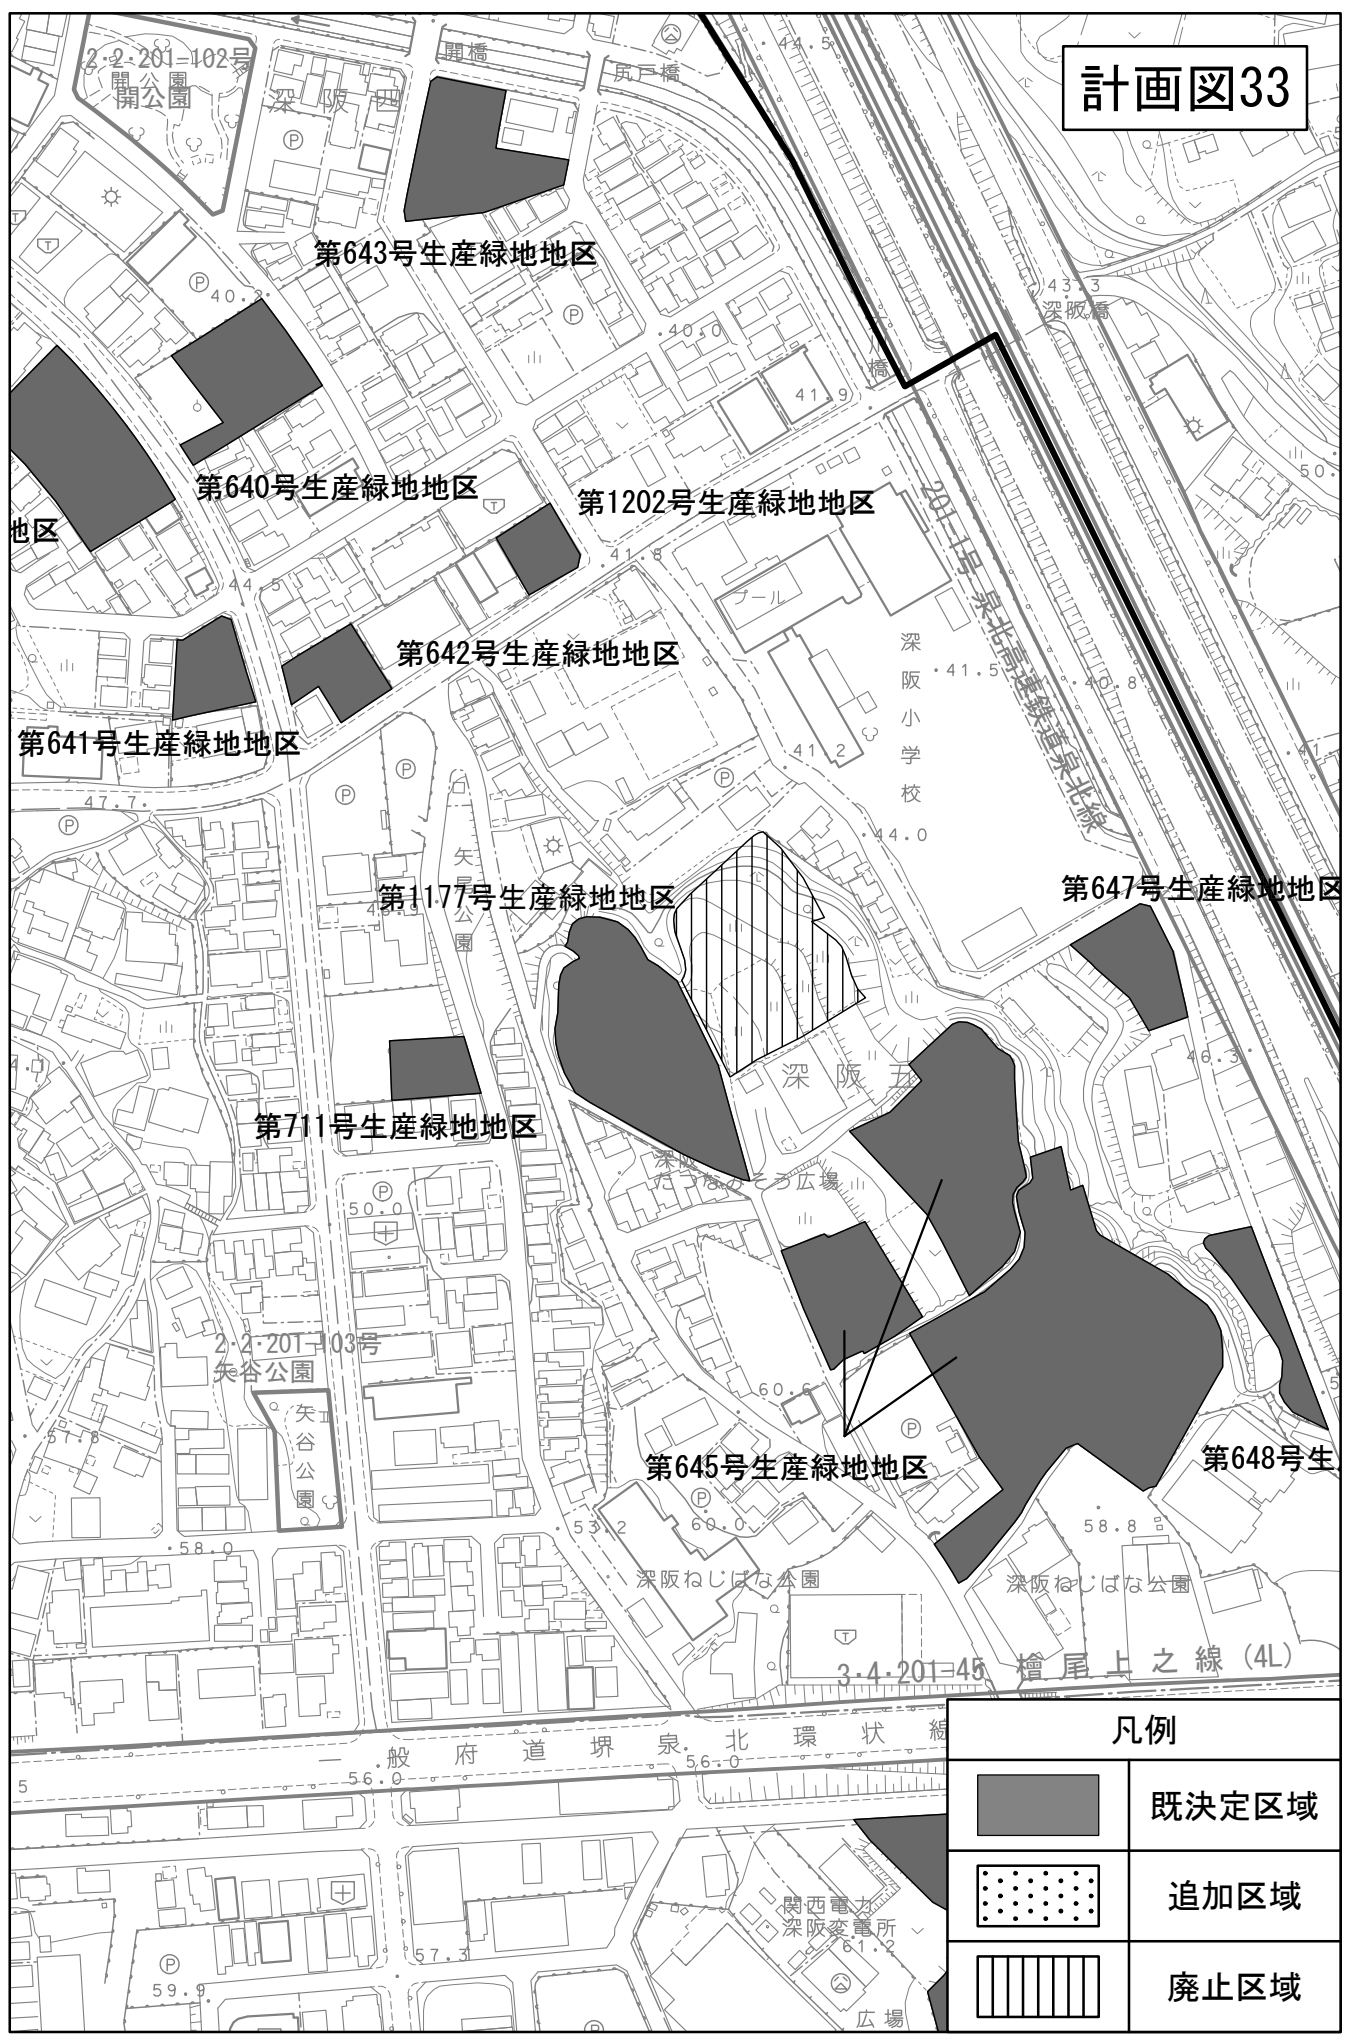 計画図33
2・2・201-102号
開公園
開公園
深阪四
開橋
尻戸橋
44.5
第643号生産緑地地区
40.2
43.3
深阪橋
40.0
41.9
第640号生産緑地地区
第1202号生産緑地地区
地区
44.5
41.8
プール
201-1号 泉北高速鉄道泉北線
第642号生産緑地地区
深阪小学校
41.5
40.8
第641号生産緑地地区
41.2
47.7
44.0
矢尾公園
第1177号生産緑地地区
第647号生産緑地地区
46.3
深阪五
第711号生産緑地地区
たつなみそう広場
50.0
2・2・201-103号
矢谷公園
矢谷公園
60.6
57.8
第645号生産緑地地区
第648号生
53.2
60.0
58.8
58.0
深阪ねじばな公園
深阪ねじばな公園
3・4・201-45 檜尾上之線(4L)
一般府道堺泉北環状線
56.0
56.0
凡例
既決定区域
追加区域
廃止区域
関西電力
深阪変電所
61.2
57.3
59.9
広場